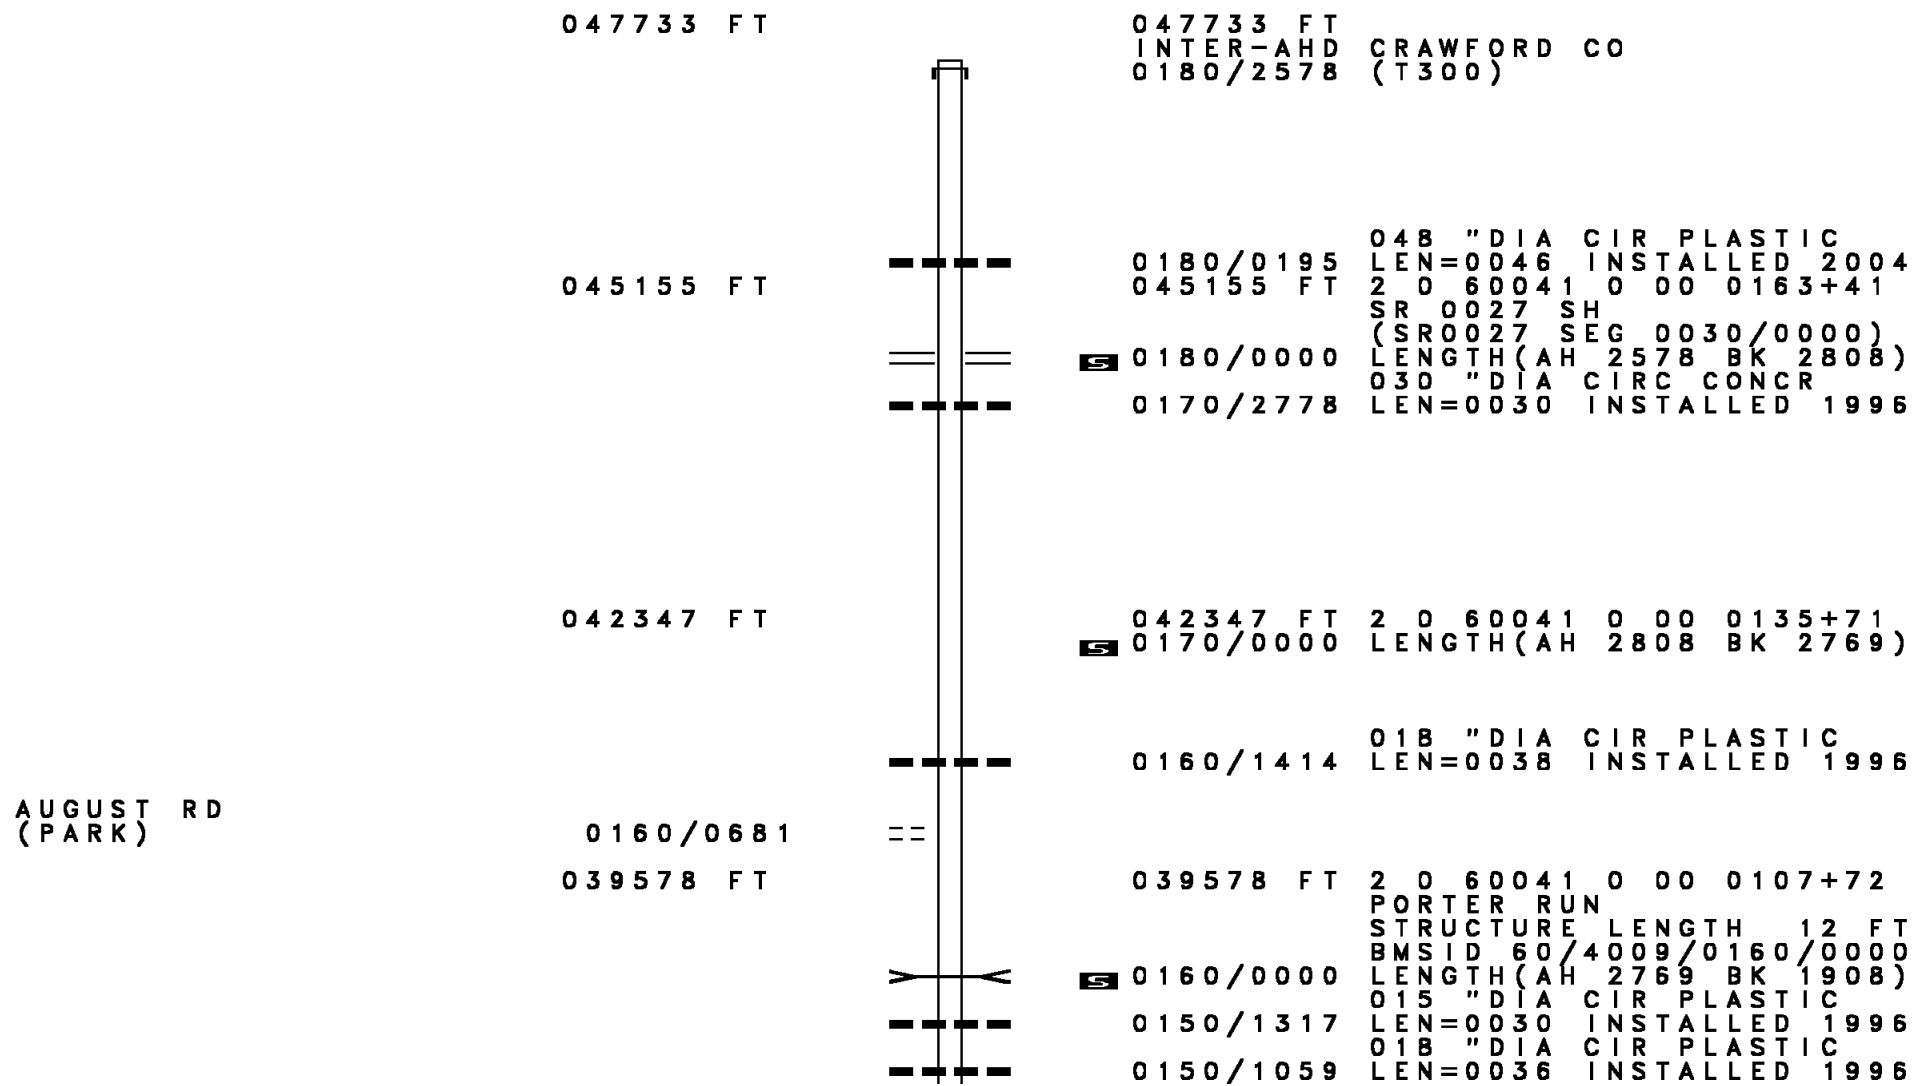 047733 FT 047733 FT
INTER-AHD CRAWFORD CO
0180/2578 (T300)
048 "DIA CIR PLASTIC
0180/0195 LEN=0046 INSTALLED 2004
045155 FT 045155 FT 2 0 60041 0 00 0163+41
SR 0027 SH
(SR0027 SEG 0030/0000)
S 0180/0000 LENGTH(AH 2578 BK 2808)
030 "DIA CIRC CONCR
0170/2778 LEN=0030 INSTALLED 1996
042347 FT 042347 FT 2 0 60041 0 00 0135+71
S 0170/0000 LENGTH(AH 2808 BK 2769)
018 "DIA CIR PLASTIC
0160/1414 LEN=0038 INSTALLED 1996
AUGUST RD
(PARK) 0160/0681
039578 FT 039578 FT 2 0 60041 0 00 0107+72
PORTER RUN
STRUCTURE LENGTH 12 FT
BMSID 60/4009/0160/0000
S 0160/0000 LENGTH(AH 2769 BK 1908)
015 "DIA CIR PLASTIC
0150/1317 LEN=0030 INSTALLED 1996
018 "DIA CIR PLASTIC
0150/1059 LEN=0036 INSTALLED 1996